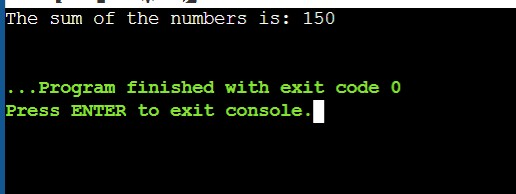 The sum of the numbers is: 150
...Program finished with exit code 0
Press ENTER to exit console.